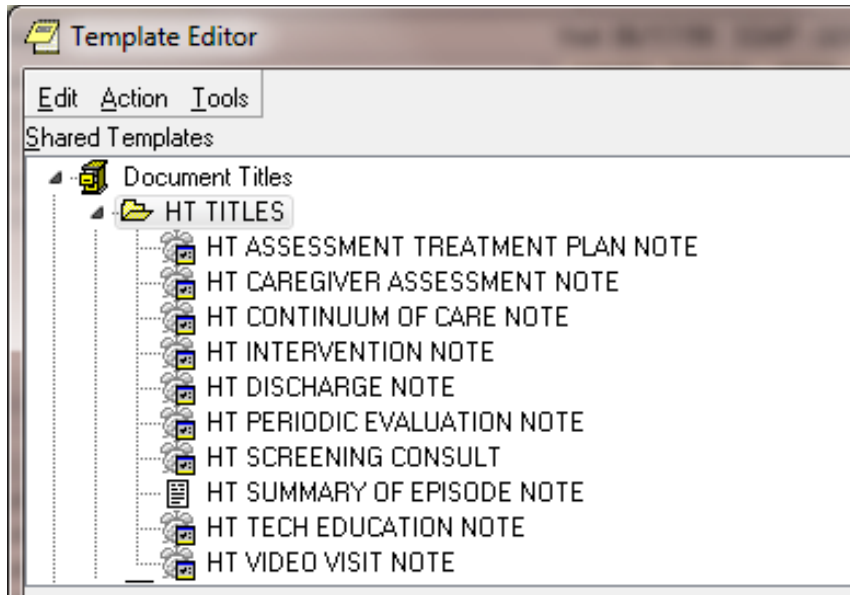 Template Editor
Edit Action Tools
Shared Templates
Document Titles
HT TITLES
HT ASSESSMENT TREATMENT PLAN NOTE
HT CAREGIVER ASSESSMENT NOTE
HT CONTINUUM OF CARE NOTE
HT INTERVENTION NOTE
HT DISCHARGE NOTE
HT PERIODIC EVALUATION NOTE
HT SCREENING CONSULT
HT SUMMARY OF EPISODE NOTE
HT TECH EDUCATION NOTE
HT VIDEO VISIT NOTE